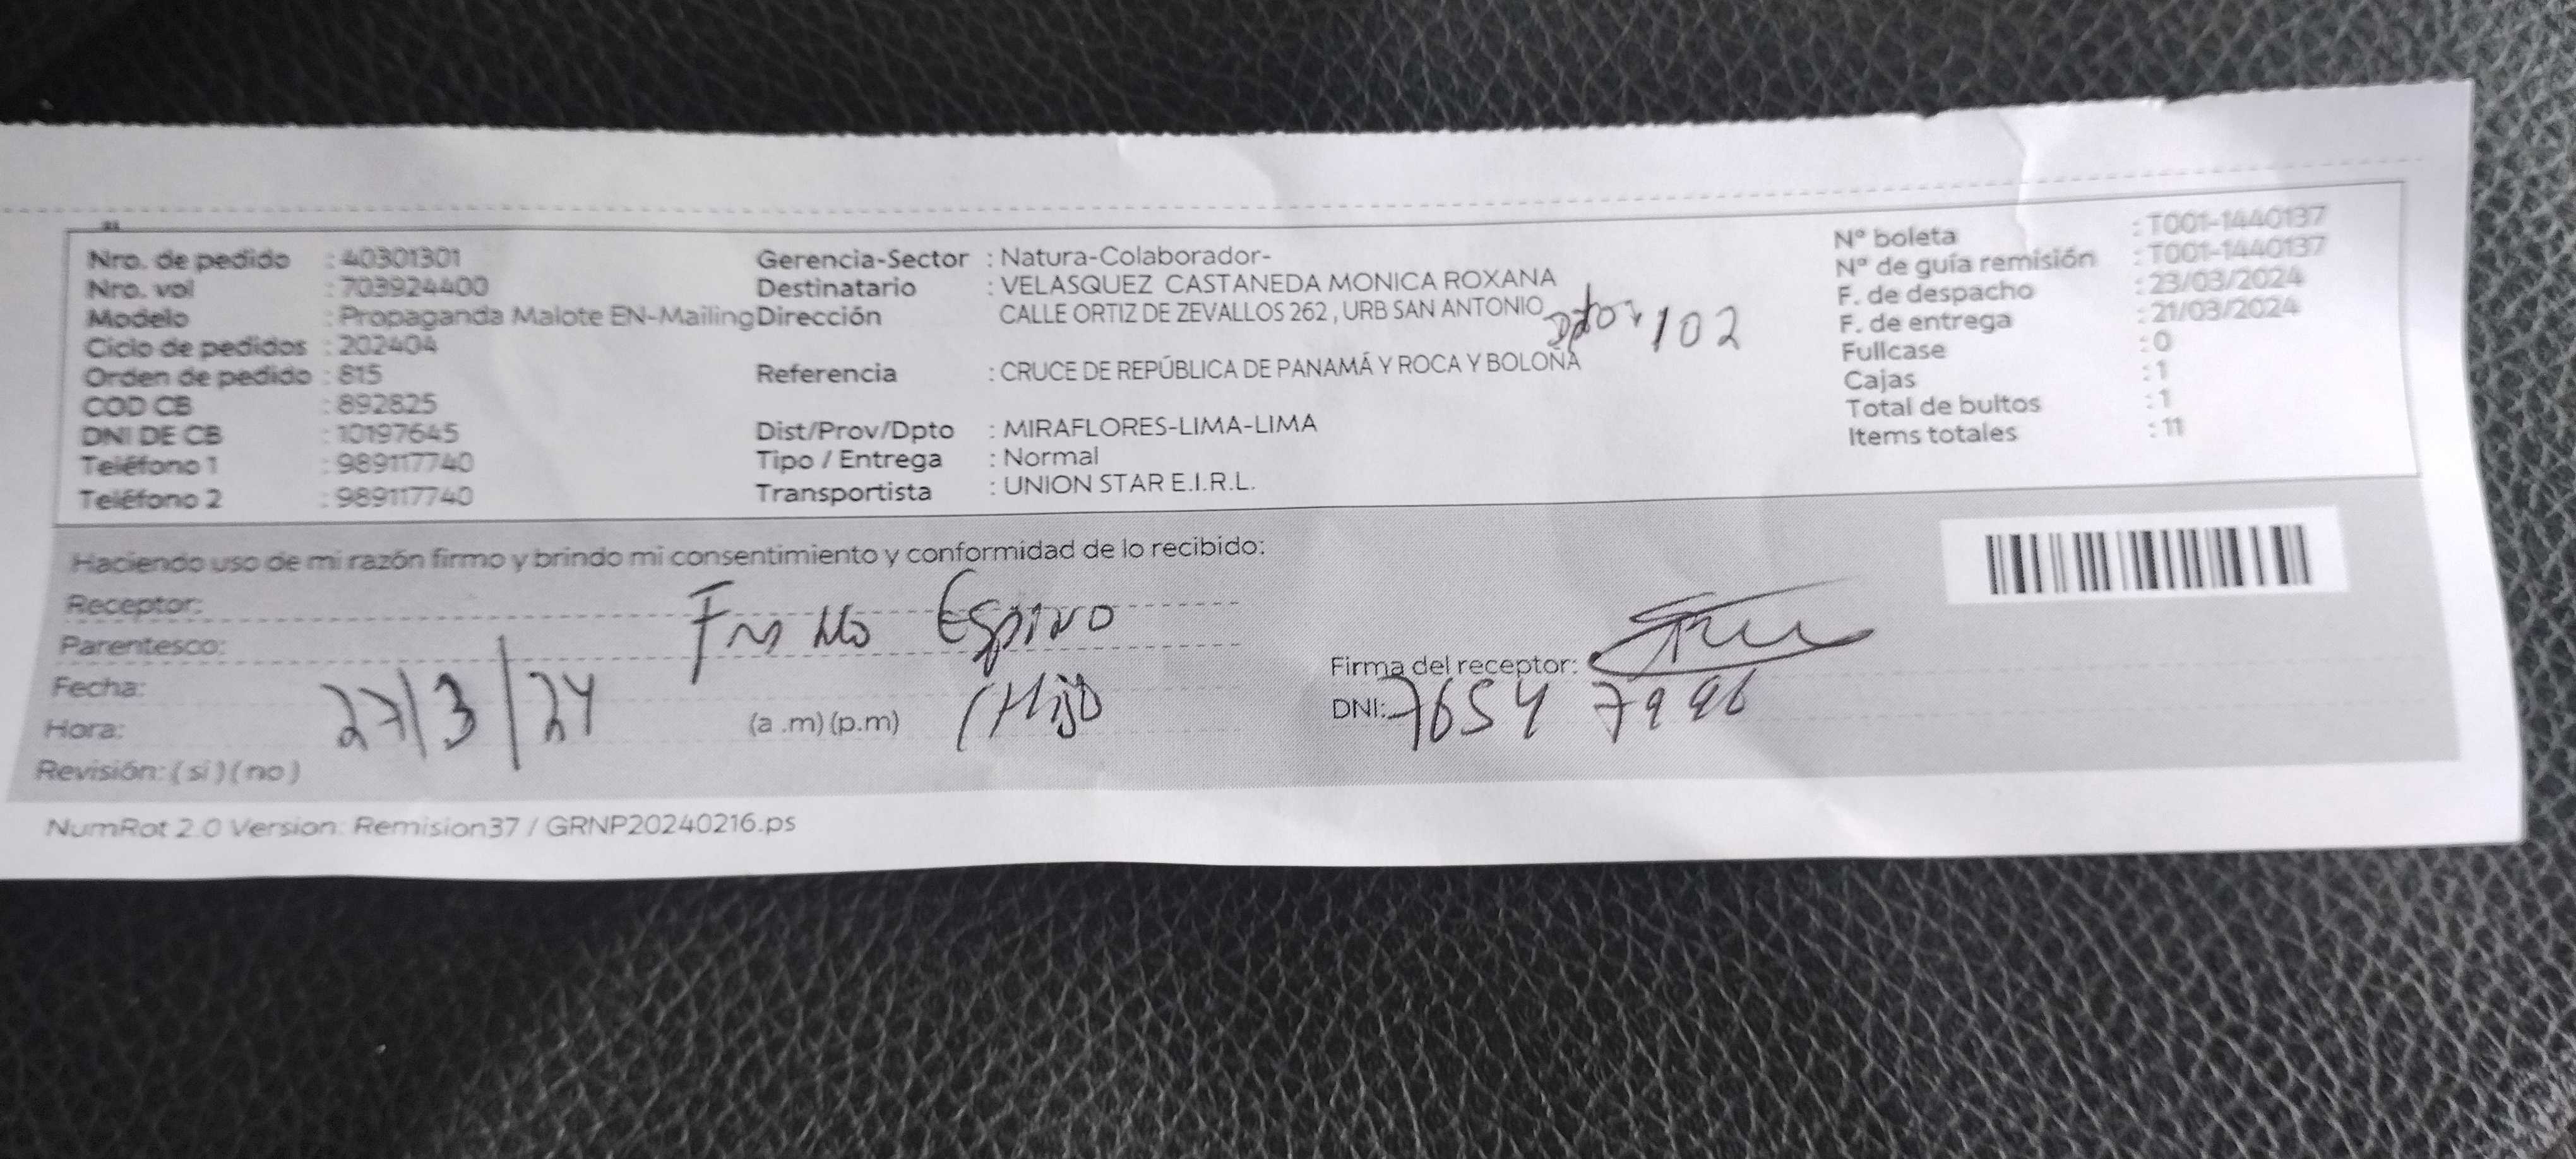 Nro. de pedido : 40301301
Nro. vol : 703924400
Modelo : Propaganda Malote EN-Mailing
Ciclo de pedidos : 202404
Orden de pedido : 815
COD CB : 892825
DNI DE CB : 10197645
Teléfono 1 : 989117740
Teléfono 2 : 989117740
Gerencia-Sector : Natura-Colaborador-
Destinatario : VELASQUEZ CASTANEDA MONICA ROXANA
Dirección CALLE ORTIZ DE ZEVALLOS 262 , URB SAN ANTONIO 102
Referencia : CRUCE DE REPÚBLICA DE PANAMÁ Y ROCA Y BOLOÑA
Dist/Prov/Dpto : MIRAFLORES-LIMA-LIMA
Tipo / Entrega : Normal
Transportista : UNION STAR E.I.R.L.
N° boleta : T001-1440137
N° de guía remisión : T001-1440137
F. de despacho : 23/03/2024
F. de entrega : 21/03/2024
Fullcase : 0
Cajas : 1
Total de bultos : 1
Items totales : 11
Haciendo uso de mi razón firmo y brindo mi consentimiento y conformidad de lo recibido:
Receptor: Espino
Parentesco:
Fecha: 27/3/24
Hora: (a .m) (p.m) Hijo
Revisión: ( si ) ( no )
Firma del receptor:
DNI: 7654
NumRot 2.0 Version: Remision37 / GRNP20240216.ps